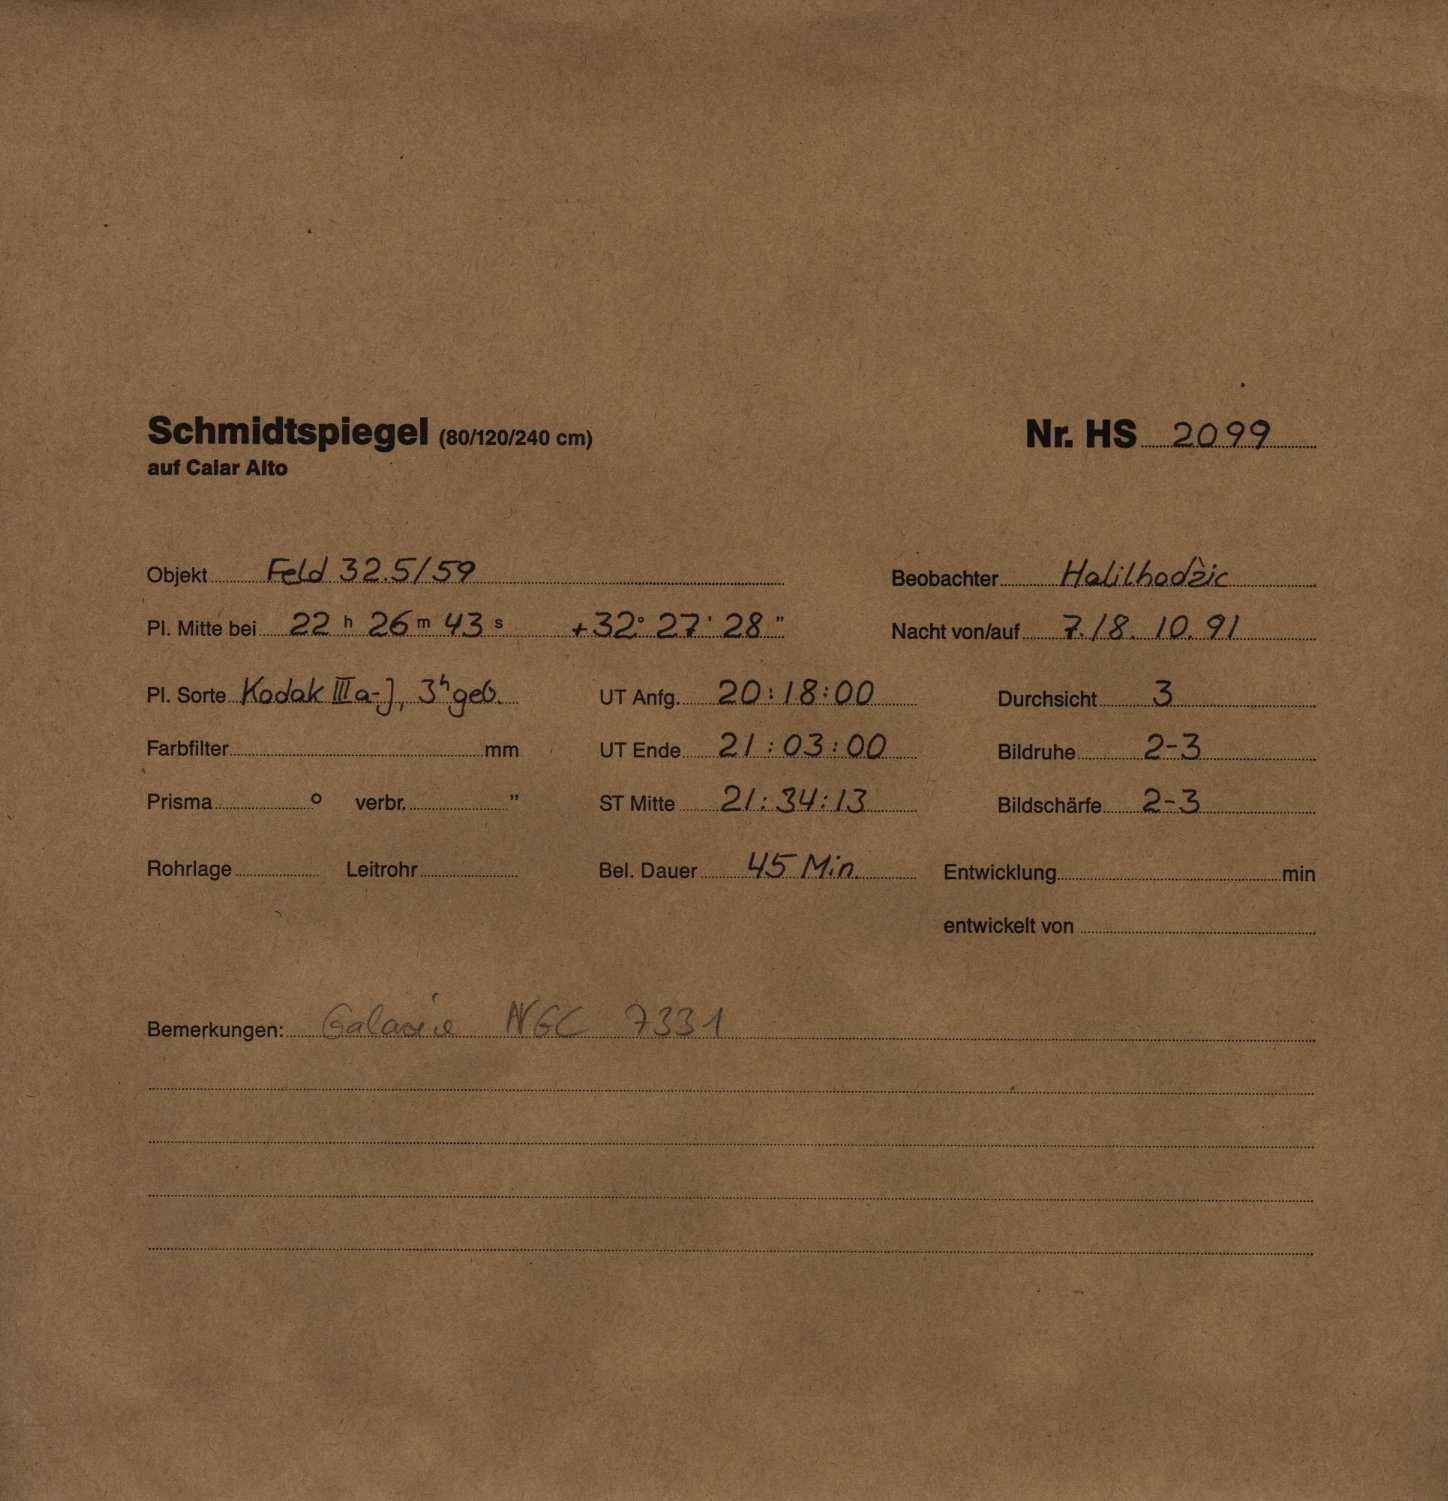 Schmidtspiegel (80/120/240 cm) Nr. HS 2099
auf Calar Alto
Objekt Feld 32.5/59 Beobachter Halilhodžic
Pl. Mitte bei 22 h 26 m 43 s +32° 27' 28" Nacht von/auf 7./8. 10. 91
Pl. Sorte Kodak IIIa-J, 3h geb. UT Anfg. 20:18:00 Durchsicht 3
Farbfilter mm UT Ende 21:03:00 Bildruhe 2-3
Prisma ° verbr. " ST Mitte 21:34:13 Bildschärfe 2-3
Rohrlage Leitrohr Bel. Dauer 45 Min. Entwicklung min
entwickelt von
Bemerkungen: Galaxie NGC 7331